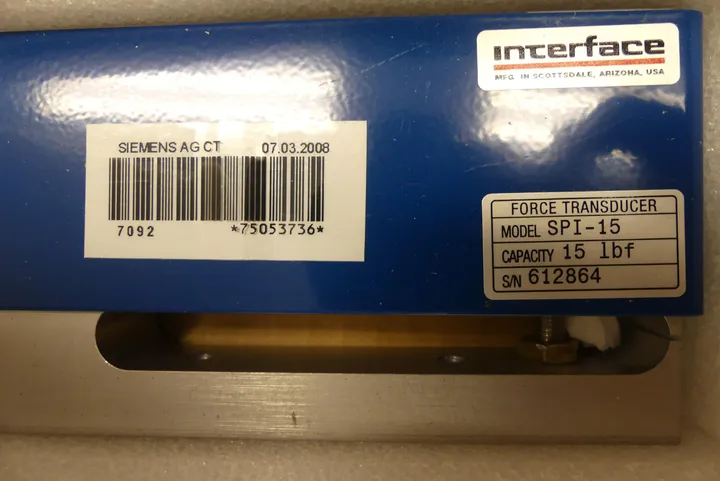 interface
MFG. IN SCOTTSDALE, ARIZONA, USA
SIEMENS AG CT 07.03.2008
7092 *75053736*
FORCE TRANSDUCER
MODEL SPI-15
CAPACITY 15 lbf
S/N 612864